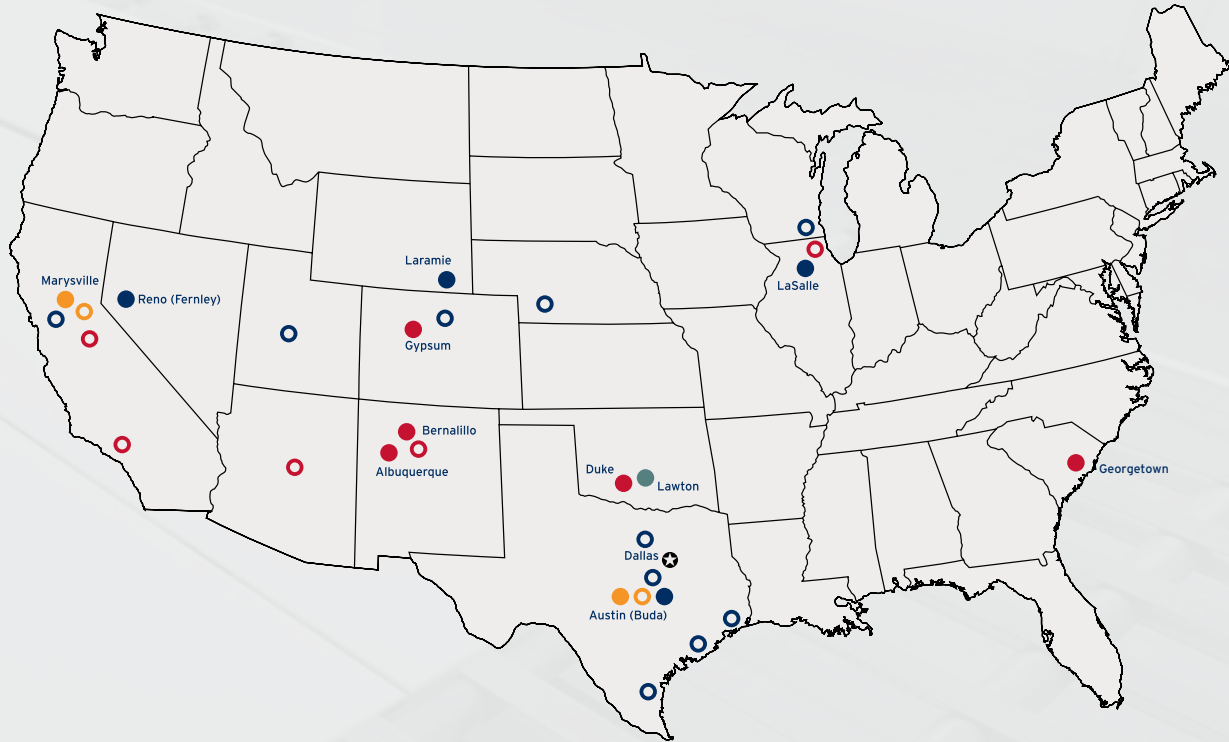 Laramie
Marysville
Reno (Fernley)
LaSalle
Gypsum
Bernalillo
Albuquerque
Duke
Lawton
Georgetown
Dallas
Austin (Buda)